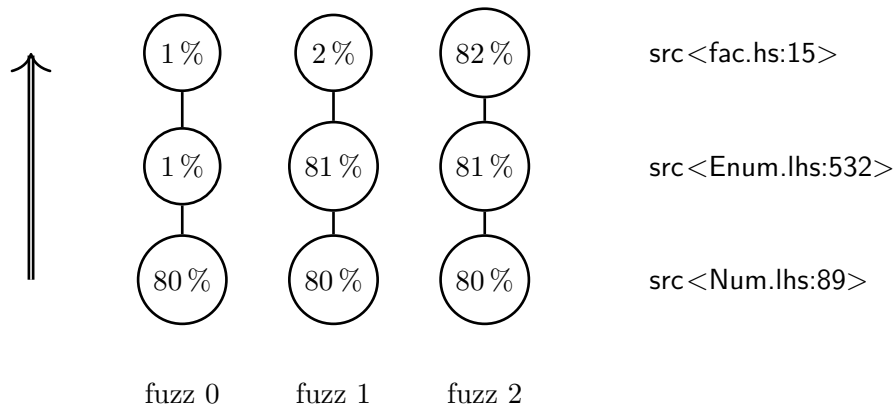 1 % 2 % 82 % src<fac.hs:15>
1 % 81 % 81 % src<Enum.lhs:532>
80 % 80 % 80 % src<Num.lhs:89>
fuzz 0 fuzz 1 fuzz 2